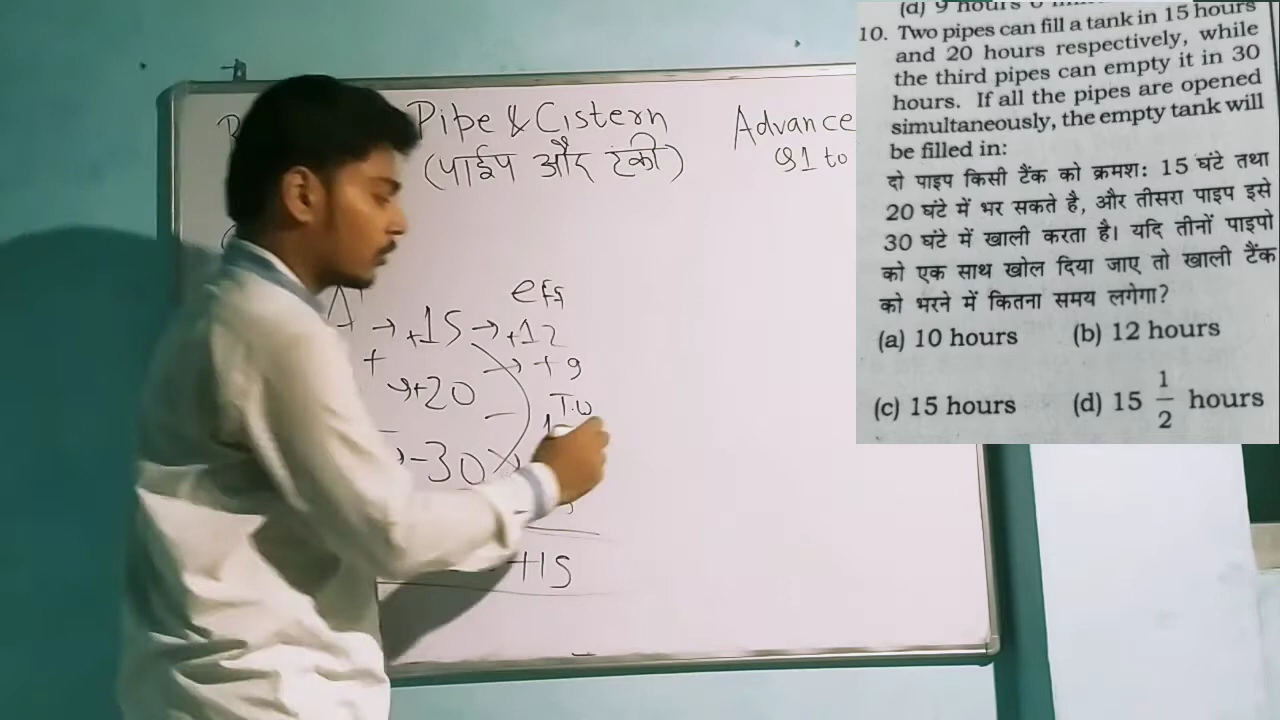 (d) 9 hours
10. Two pipes can fill a tank in 15 hours
and 20 hours respectively, while
the third pipes can empty it in 30
hours. If all the pipes are opened
simultaneously, the empty tank will
be filled in:
दो पाइप किसी टैंक को क्रमशः 15 घंटे तथा
20 घंटे में भर सकते है, और तीसरा पाइप इसे
30 घंटे में खाली करता है। यदि तीनों पाइपो
को एक साथ खोल दिया जाए तो खाली टैंक
को भरने में कितना समय लगेगा?
(a) 10 hours (b) 12 hours
(c) 15 hours (d) 15 1/2 hours
Pipe & Cistern Advance
(पाईप और टंकी) Q1 to
eff
A → +15 → +12
+ → +20 → +9
T.W
- → -30
+15